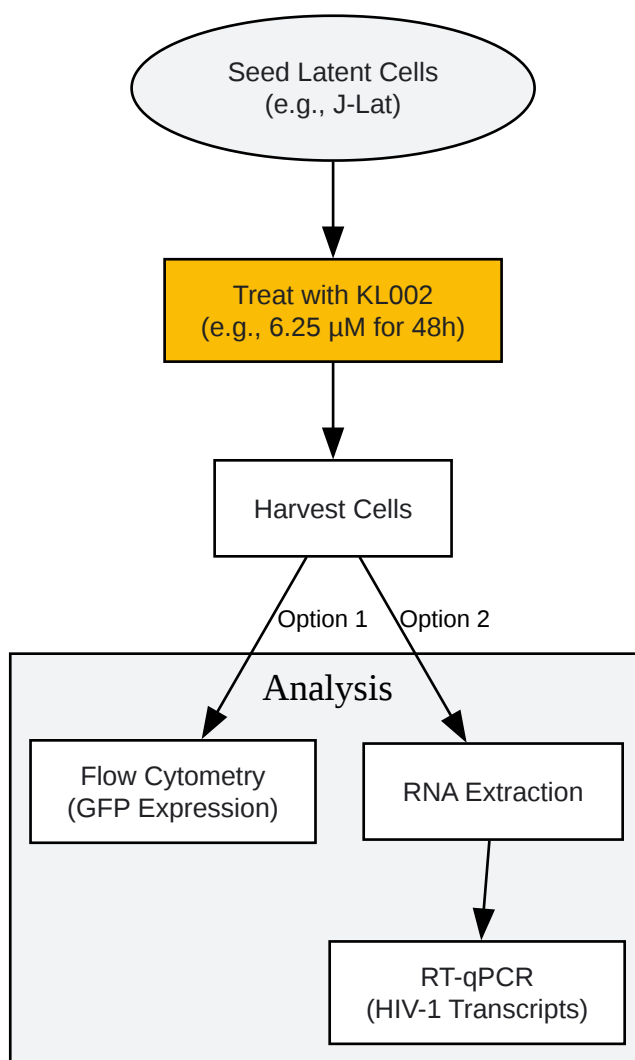 Seed Latent Cells
(e.g., J-Lat)
Treat with KL002
(e.g., 6.25 µM for 48h)
Harvest Cells
Option 1
Option 2
Analysis
Flow Cytometry
(GFP Expression)
RNA Extraction
RT-qPCR
(HIV-1 Transcripts)